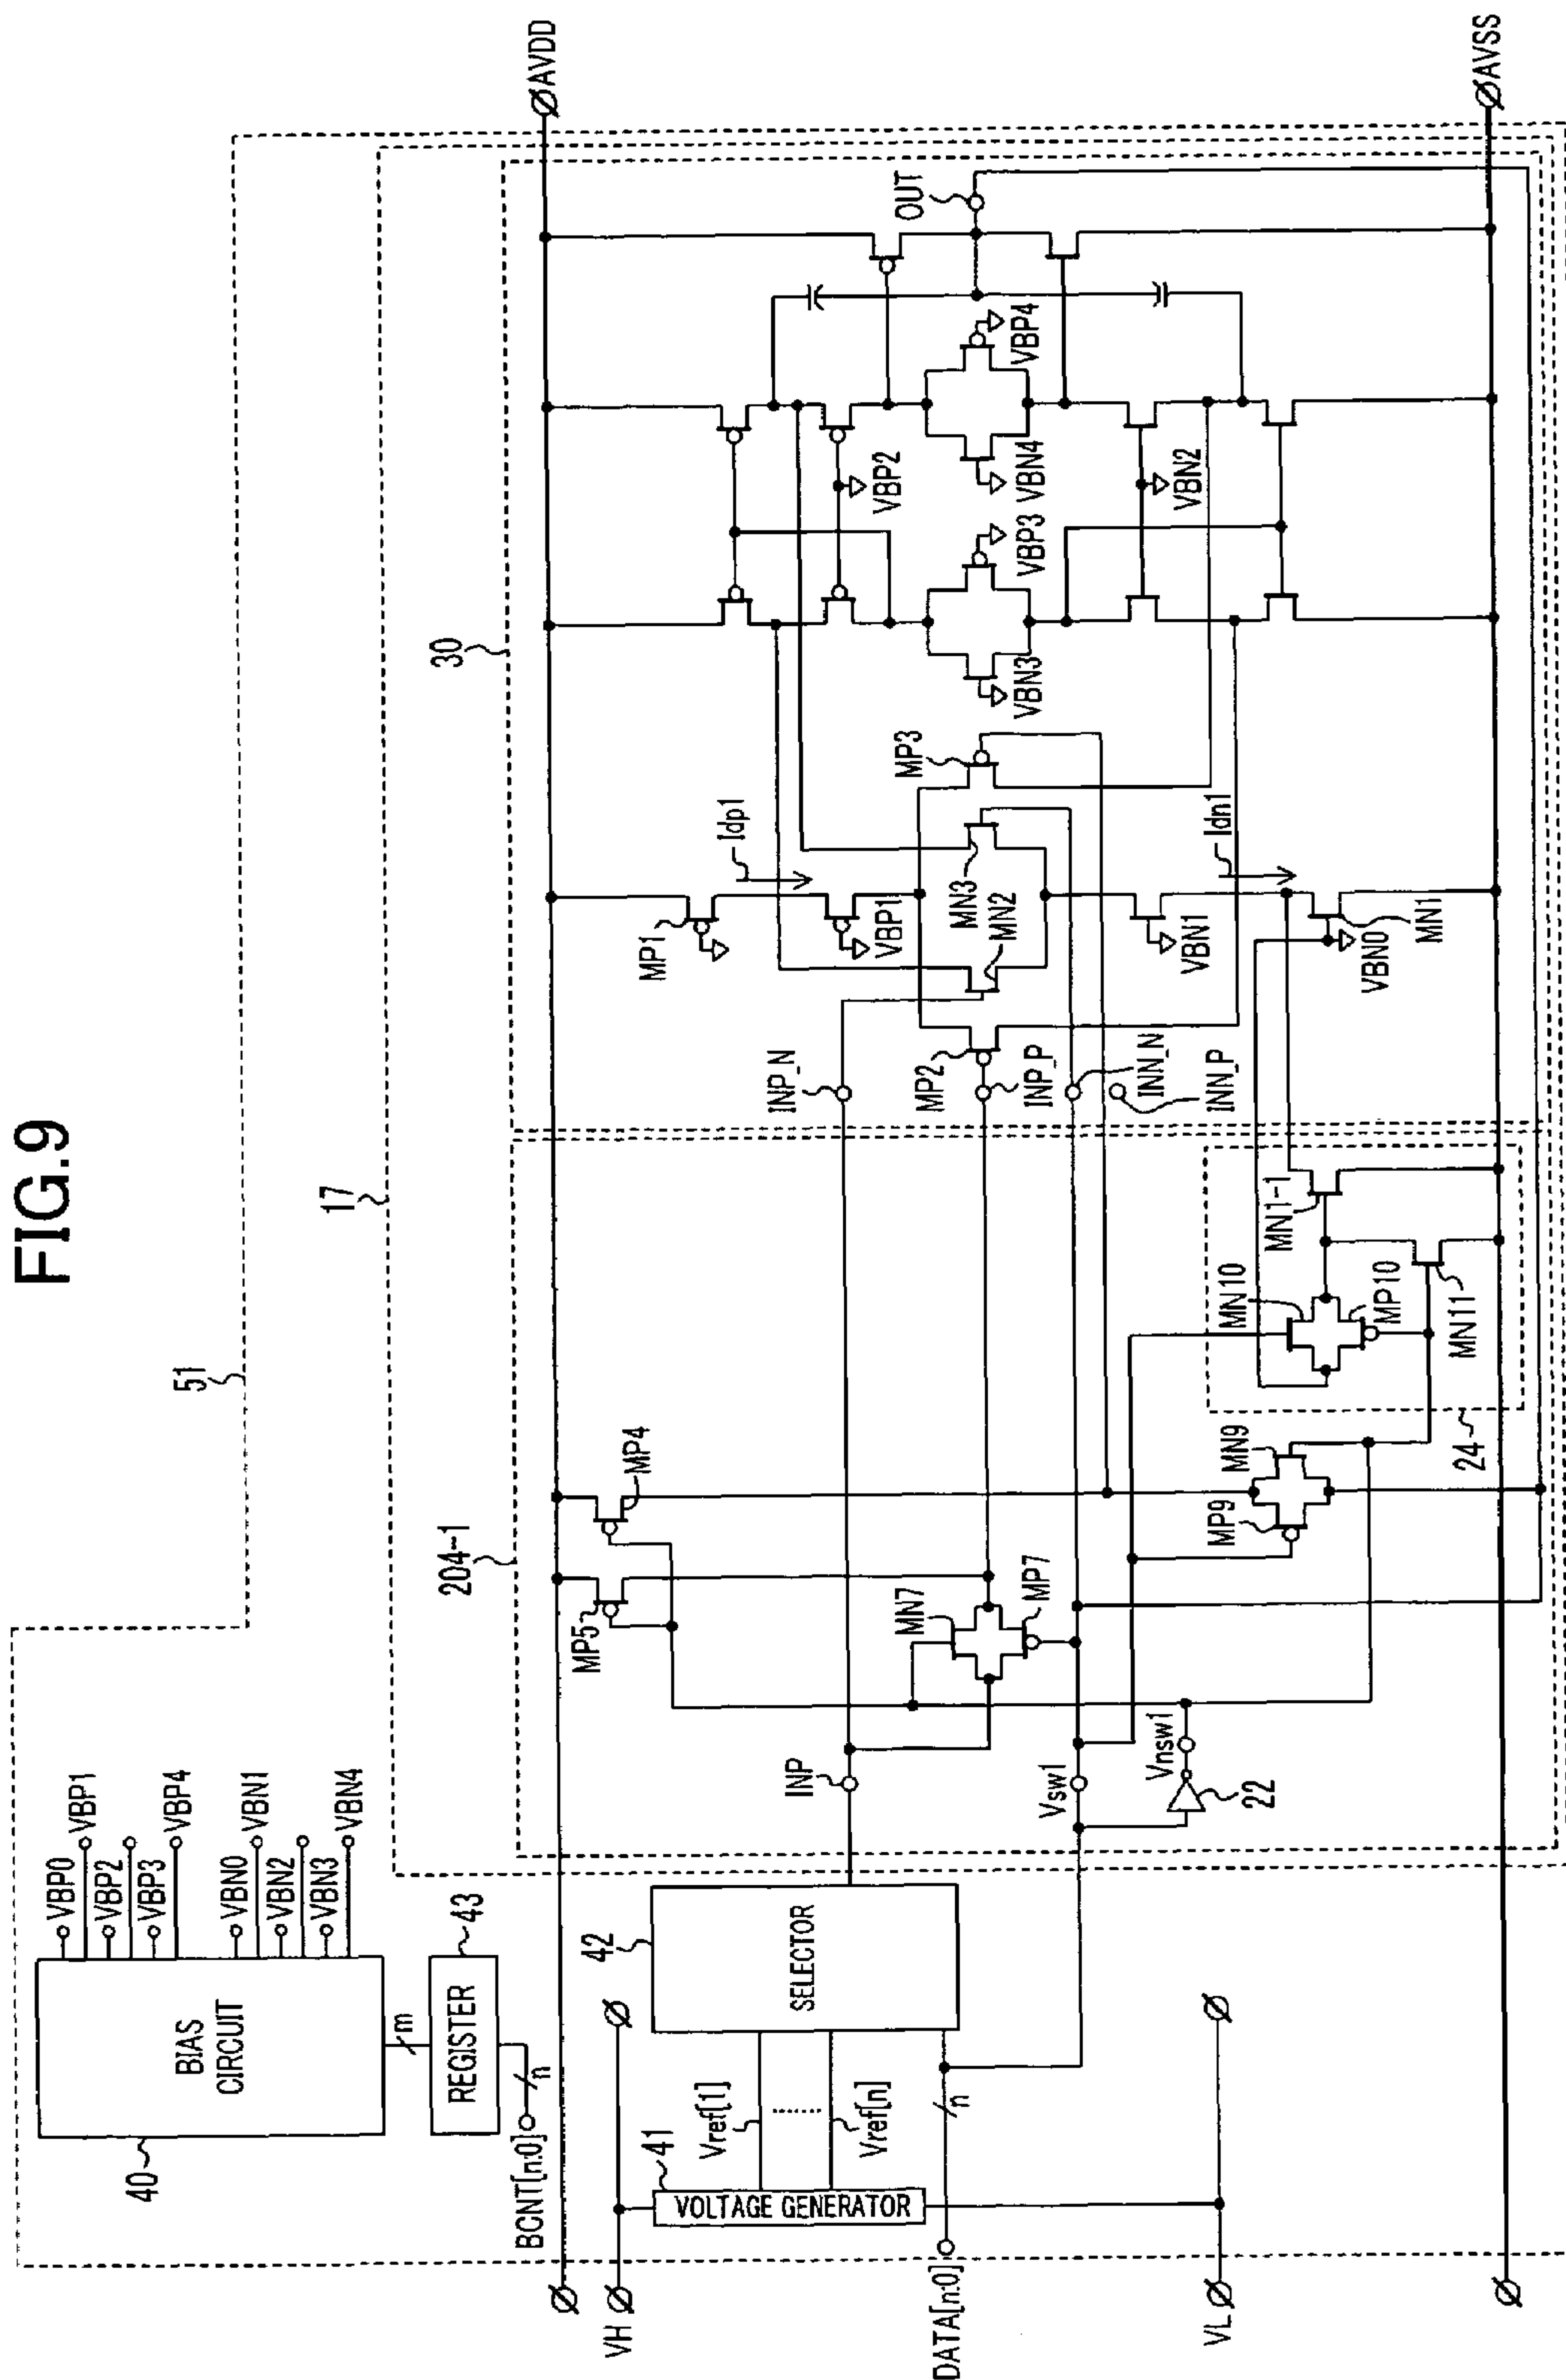 FIG.9
51
17
204-1
30
AVDD
AVSS
40
BIAS
CIRCUIT
VBP0
VBP1
VBP2
VBP3
VBP4
VBN0
VBN1
VBN2
VBN3
VBN4
m
43
REGISTER
n
BCNT[n:0]
VH
41
VOLTAGE GENERATOR
Vref[1]
Vref[n]
42
SELECTOR
n
DATA[n:0]
VL
INP
Vsw1
Vnsw1
22
MP5
MP4
MN7
MP7
MP9
MN9
24
MN10
MP10
MN11
MN1-1
INP_N
MP2
INP_P
INN_N
INN_P
MP1
Idp1
VBP1
MN3
MN2
MP3
VBN1
Idn1
VBN0
MN1
VBN3
VBP3
VBP2
VBN4
VBP4
VBN2
OUT